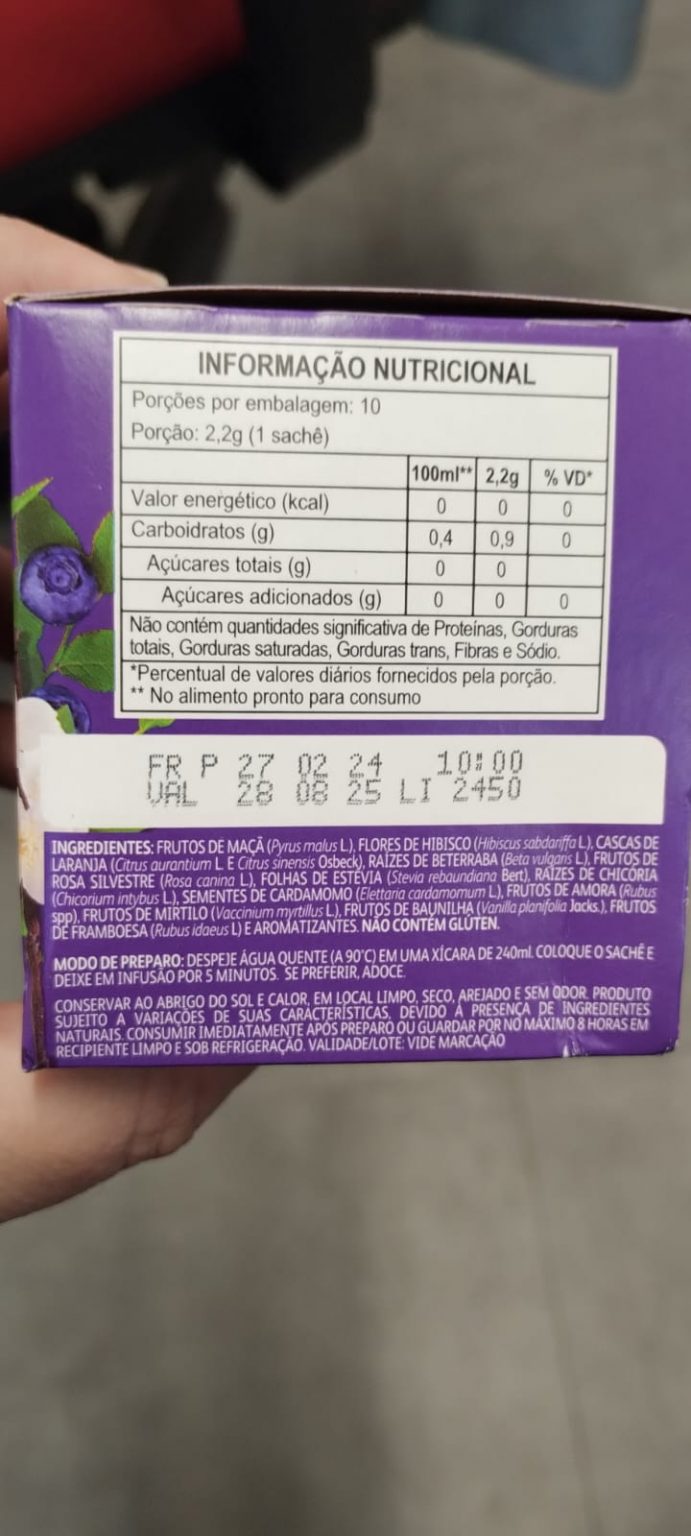 INFORMAÇÃO NUTRICIONAL
Porções por embalagem: 10
Porção: 2,2g (1 sachê)
100ml** 2,2g % VD*
Valor energético (kcal) 0 0 0
Carboidratos (g) 0,4 0,9 0
Açúcares totais (g) 0 0
Açúcares adicionados (g) 0 0 0
Não contém quantidades significativa de Proteínas, Gorduras
totais, Gorduras saturadas, Gorduras trans, Fibras e Sódio.
*Percentual de valores diários fornecidos pela porção.
** No alimento pronto para consumo
FR P 27 02 24 10:00
VAL 28 08 25 LI 2450
INGREDIENTES: FRUTOS DE MAÇÃ (Pyrus malus L), FLORES DE HIBISCO (Hibiscus sabdariffa L), CASCAS DE
LARANJA (Citrus aurantium L E Citrus sinensis Osbeck), RAÍZES DE BETERRABA (Beta vulgaris L), FRUTOS DE
ROSA SILVESTRE (Rosa canina L), FOLHAS DE ESTÉVIA (Stevia rebaundiana Bert), RAÍZES DE CHICÓRIA
(Chicorium intybus L), SEMENTES DE CARDAMOMO (Elettaria cardamomum L), FRUTOS DE AMORA (Rubus
spp), FRUTOS DE MIRTILO (Vaccinium myrtillus L), FRUTOS DE BAUNILHA (Vanilla planifolia Jacks.), FRUTOS
DE FRAMBOESA (Rubus idaeus L) E AROMATIZANTES. NÃO CONTÉM GLÚTEN.
MODO DE PREPARO: DESPEJE ÁGUA QUENTE (A 90°C) EM UMA XÍCARA DE 240ml. COLOQUE O SACHÊ E
DEIXE EM INFUSÃO POR 5 MINUTOS. SE PREFERIR, ADOCE.
CONSERVAR AO ABRIGO DO SOL E CALOR, EM LOCAL LIMPO, SECO, AREJADO E SEM ODOR. PRODUTO
SUJEITO A VARIAÇÕES DE SUAS CARACTERÍSTICAS, DEVIDO À PRESENÇA DE INGREDIENTES
NATURAIS. CONSUMIR IMEDIATAMENTE APÓS PREPARO OU GUARDAR POR NO MÁXIMO 8 HORAS EM
RECIPIENTE LIMPO E SOB REFRIGERAÇÃO. VALIDADE/LOTE: VIDE MARCAÇÃO